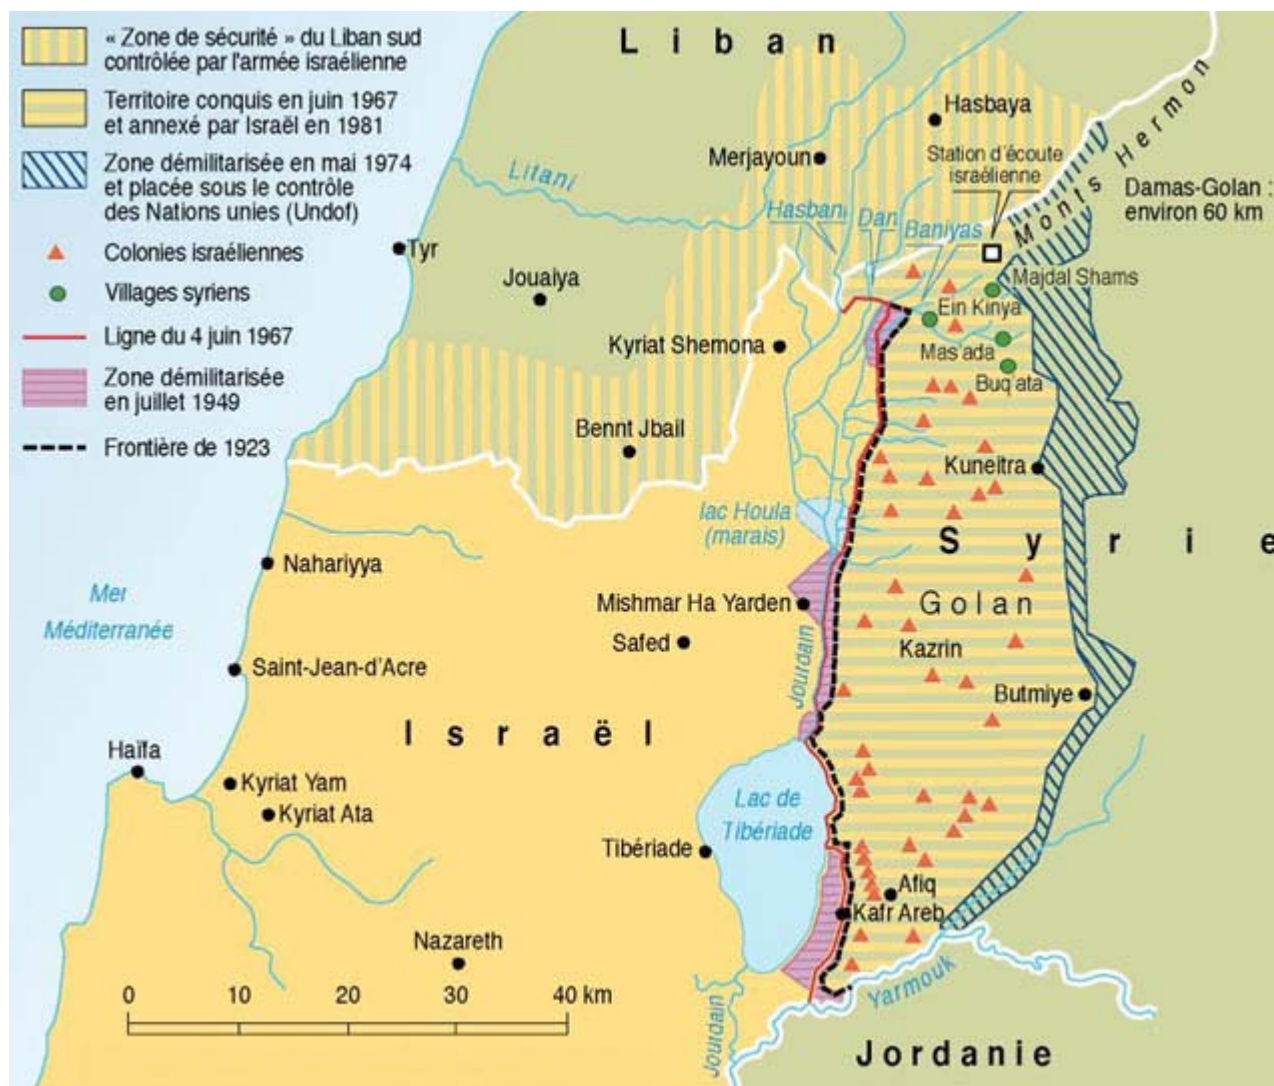 « Zone de sécurité » du Liban sud
contrôlée par l'armée israélienne
Territoire conquis en juin 1967
et annexé par Israël en 1981
Zone démilitarisée en mai 1974
et placée sous le contrôle
des Nations unies (Undof)
Colonies israéliennes
Villages syriens
Ligne du 4 juin 1967
Zone démilitarisée
en juillet 1949
Frontière de 1923
Liban
Hasbaya
Merjayoun
Station d'écoute
israélienne
Monts Hermon
Damas-Golan :
environ 60 km
Litani
Hasbani
Dan
Baniyas
Tyr
Jouaiya
Majdal Shams
Ein Kinya
Kyriat Shemona
Mas'ada
Buq'ata
Bennt Jbail
Kuneitra
lac Houla
(marais)
Syrie
Nahariyya
Mer
Méditerranée
Mishmar Ha Yarden
Golan
Safed
Kazrin
Jourdain
Saint-Jean-d'Acre
Butmiye
Israël
Haïfa
Kyriat Yam
Kyriat Ata
Lac de
Tibériade
Tibériade
Afiq
Kafr Areb
Nazareth
Yarmouk
Jourdain
0 10 20 30 40 km
Jordanie